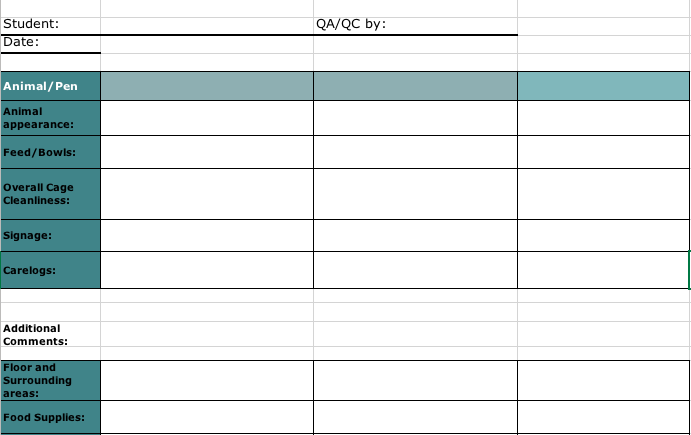 Student:
QA/QC by:
Date:
Animal/Pen
Animal
appearance:
Feed/Bowls:
Overall Cage
Cleanliness:
Signage:
Carelogs:
Additional
Comments:
Floor and
Surrounding
areas:
Food Supplies: